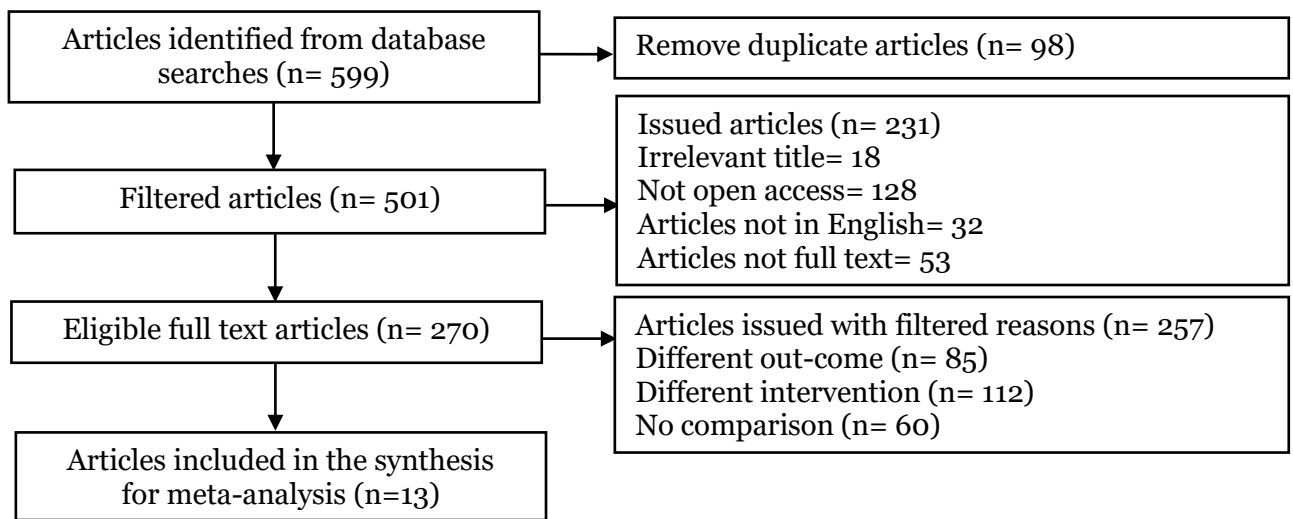 Articles identified from database
searches (n= 599)
Remove duplicate articles (n= 98)
Filtered articles (n= 501)
Issued articles (n= 231)
Irrelevant title= 18
Not open access= 128
Articles not in English= 32
Articles not full text= 53
Eligible full text articles (n= 270)
Articles issued with filtered reasons (n= 257)
Different out-come (n= 85)
Different intervention (n= 112)
No comparison (n= 60)
Articles included in the synthesis
for meta-analysis (n=13)